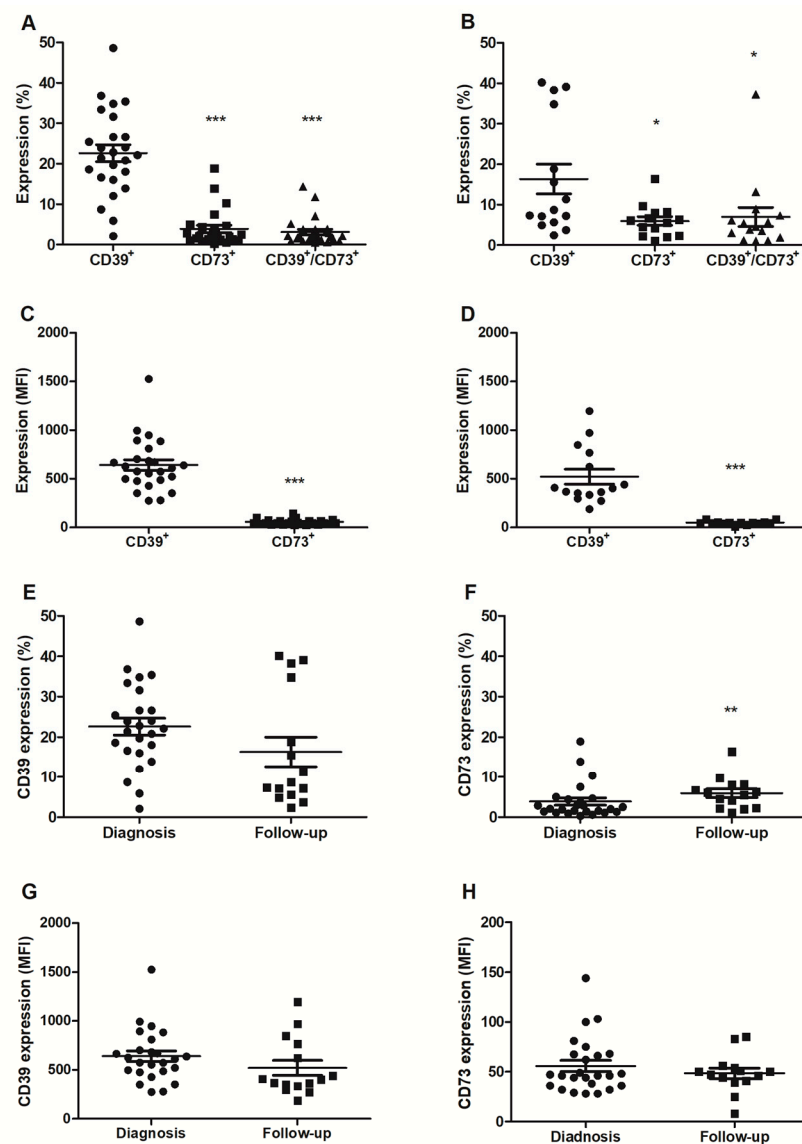 A
Expression (%)
50
40
30
20
10
0
***
***
CD39+
CD73+
CD39+/CD73+
B
Expression (%)
50
40
30
20
10
0
*
*
CD39+
CD73+
CD39+/CD73+
C
Expression (MFI)
2000
1500
1000
500
0
***
CD39+
CD73+
D
Expression (MFI)
2000
1500
1000
500
0
***
CD39+
CD73+
E
CD39 expression (%)
50
40
30
20
10
0
Diagnosis
Follow-up
F
CD73 expression (%)
50
40
30
20
10
0
**
Diagnosis
Follow-up
G
CD39 expression (MFI)
2000
1500
1000
500
0
Diagnosis
Follow-up
H
CD73 expression (MFI)
200
150
100
50
0
Diadnosis
Follow-up